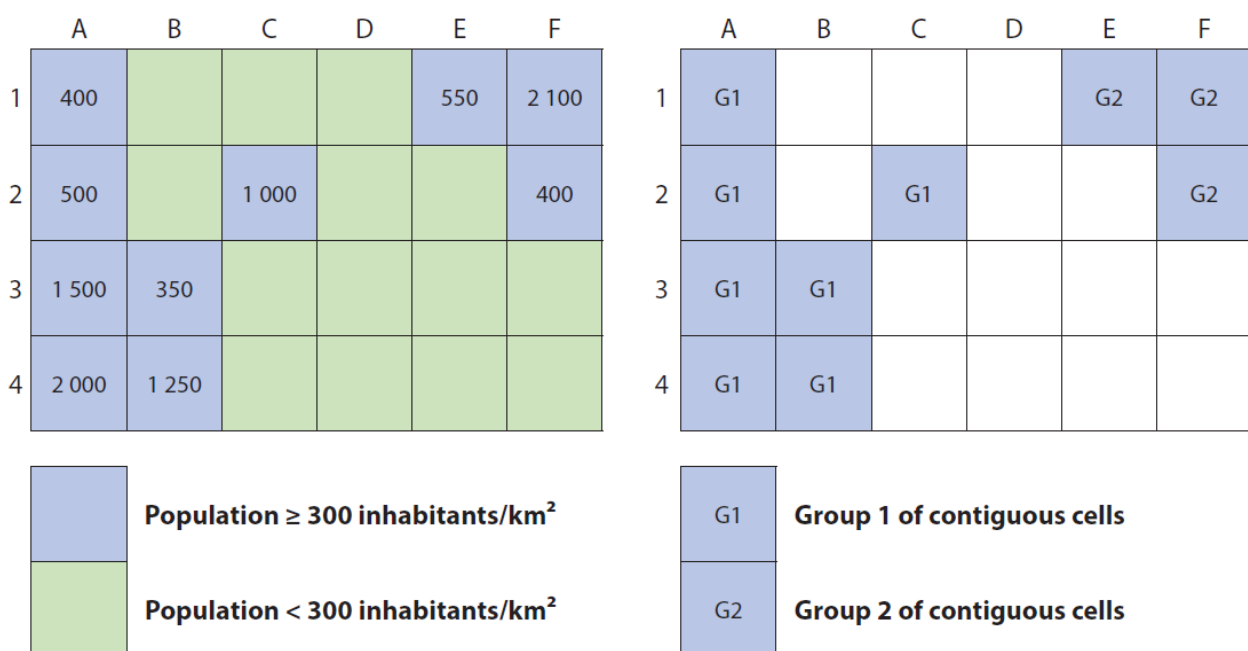 A B C D E F A B C D E F
1 400 550 2 100 1 G1 G2 G2
2 500 1 000 400 2 G1 G1 G2
3 1 500 350 3 G1 G1
4 2 000 1 250 4 G1 G1
Population ≥ 300 inhabitants/km² G1 Group 1 of contiguous cells
Population < 300 inhabitants/km² G2 Group 2 of contiguous cells